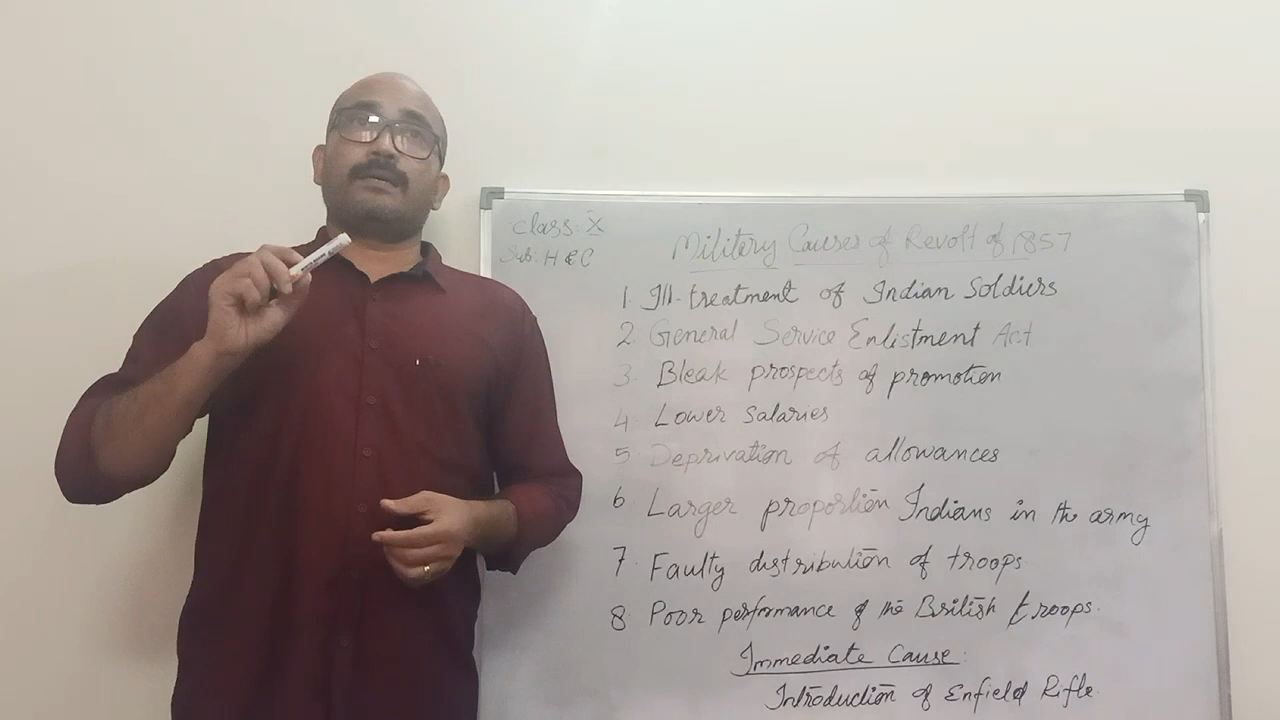 Class: X
Sub: H & C
Military Causes of Revolt of 1857
1. Ill-treatment of Indian Soldiers
2. General Service Enlistment Act
3. Bleak prospects of promotion
4 Lower salaries
5. Deprivation of allowances
6 Larger proportion Indians in the army
7 Faulty distribution of troops
8. Poor performance of the British troops.
Immediate Cause:
Introduction of Enfield Rifle.